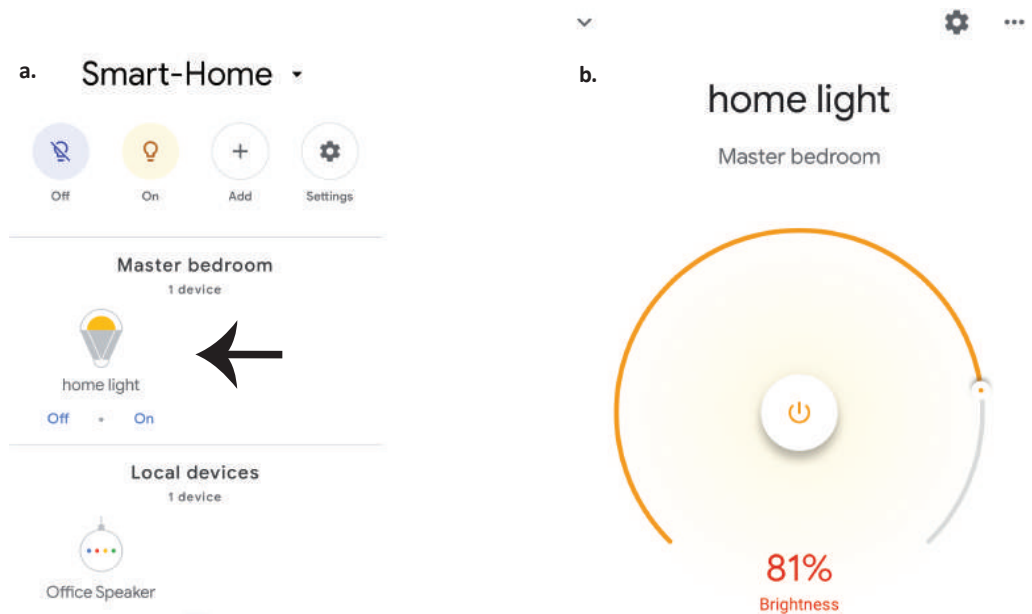 a.
Smart-Home
Off
On
Add
Settings
Master bedroom
1 device
home light
Off • On
Local devices
1 device
Office Speaker
b.
home light
Master bedroom
81%
Brightness